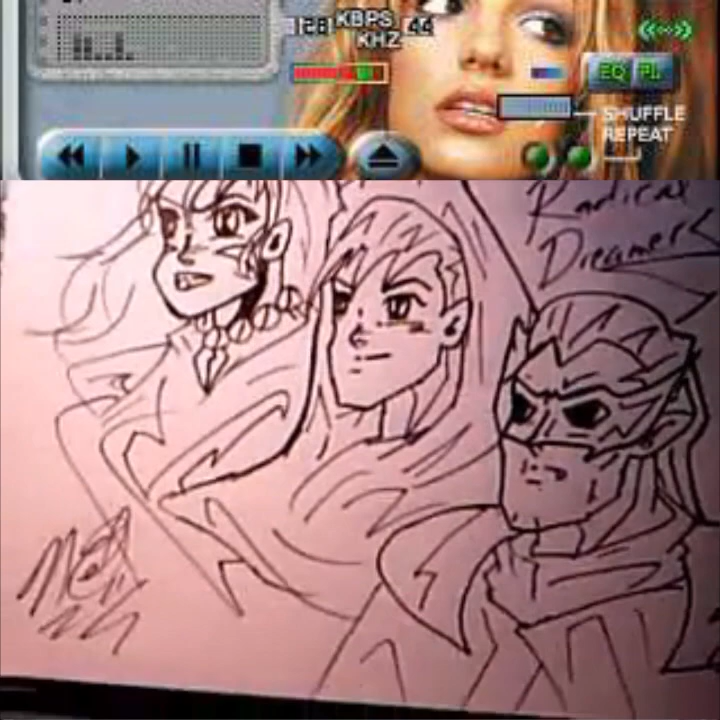 128 KBPS 44
KHZ
EQ PL
SHUFFLE
REPEAT
Radical
Dreamers